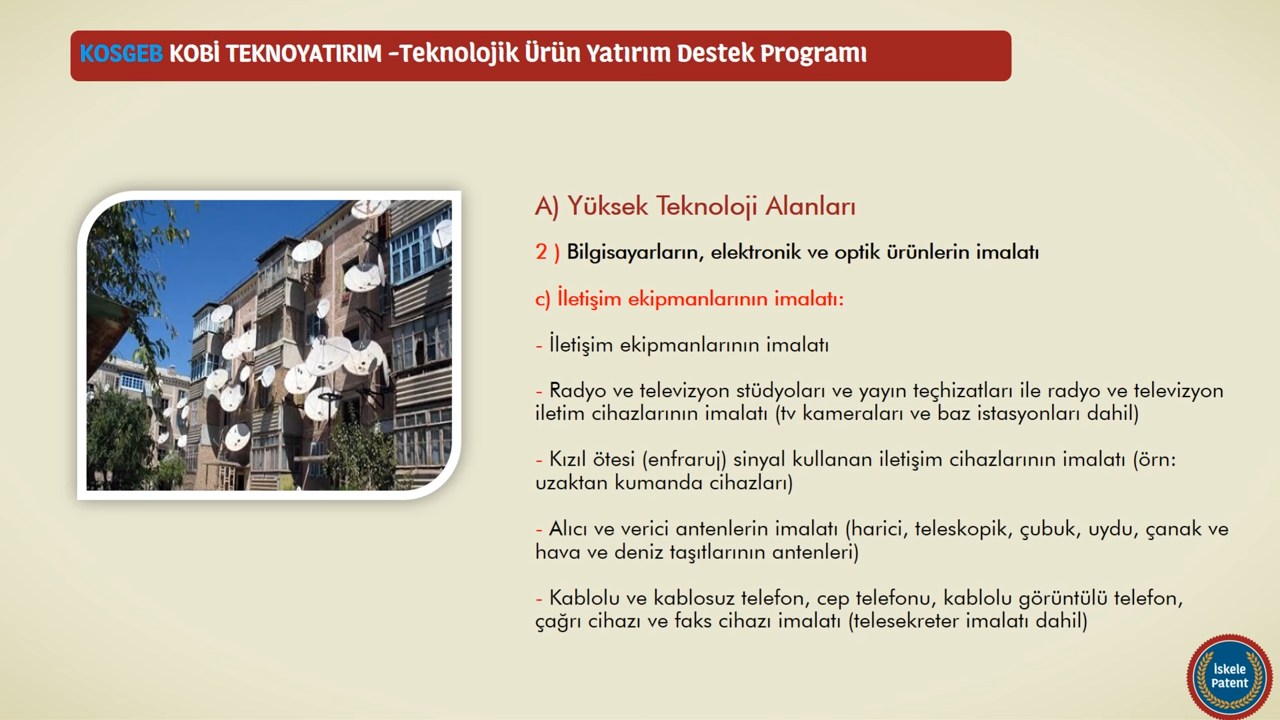 KOSGEB KOBİ TEKNOYATIRIM -Teknolojik Ürün Yatırım Destek Programı
A) Yüksek Teknoloji Alanları
2 ) Bilgisayarların, elektronik ve optik ürünlerin imalatı
c) İletişim ekipmanlarının imalatı:
- İletişim ekipmanlarının imalatı
- Radyo ve televizyon stüdyoları ve yayın teçhizatları ile radyo ve televizyon
iletim cihazlarının imalatı (tv kameraları ve baz istasyonları dahil)
- Kızıl ötesi (enfraruj) sinyal kullanan iletişim cihazlarının imalatı (örn:
uzaktan kumanda cihazları)
- Alıcı ve verici antenlerin imalatı (harici, teleskopik, çubuk, uydu, çanak ve
hava ve deniz taşıtlarının antenleri)
- Kablolu ve kablosuz telefon, cep telefonu, kablolu görüntülü telefon,
çağrı cihazı ve faks cihazı imalatı (telesekreter imalatı dahil)
İskele
Patent